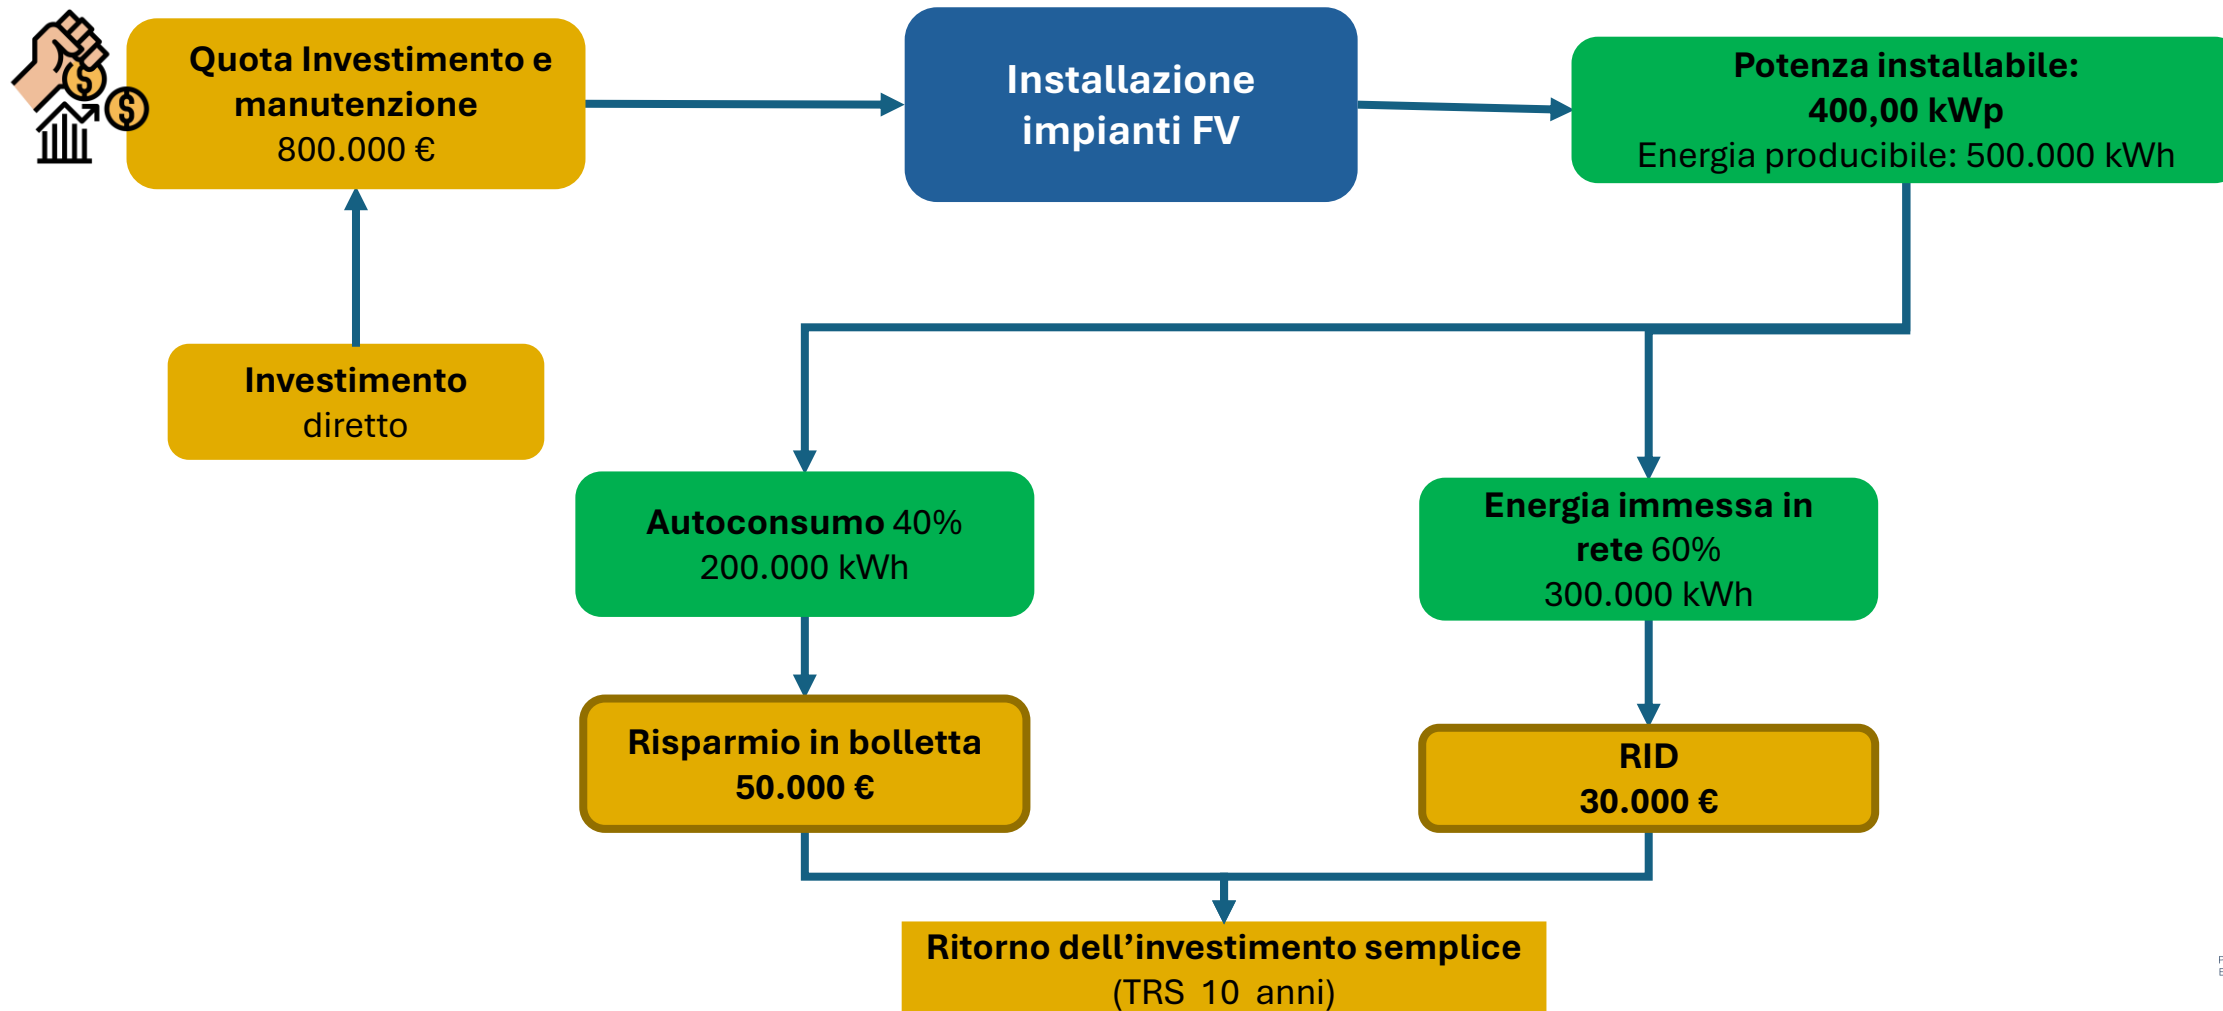 Quota Investimento e
manutenzione
800.000 €
Installazione
impianti FV
Potenza installabile:
400,00 kWp
Energia producibile: 500.000 kWh
Investimento
diretto
Autoconsumo 40%
200.000 kWh
Energia immessa in
rete 60%
300.000 kWh
Risparmio in bolletta
50.000 €
RID
30.000 €
Ritorno dell’investimento semplice
(TRS 10 anni)